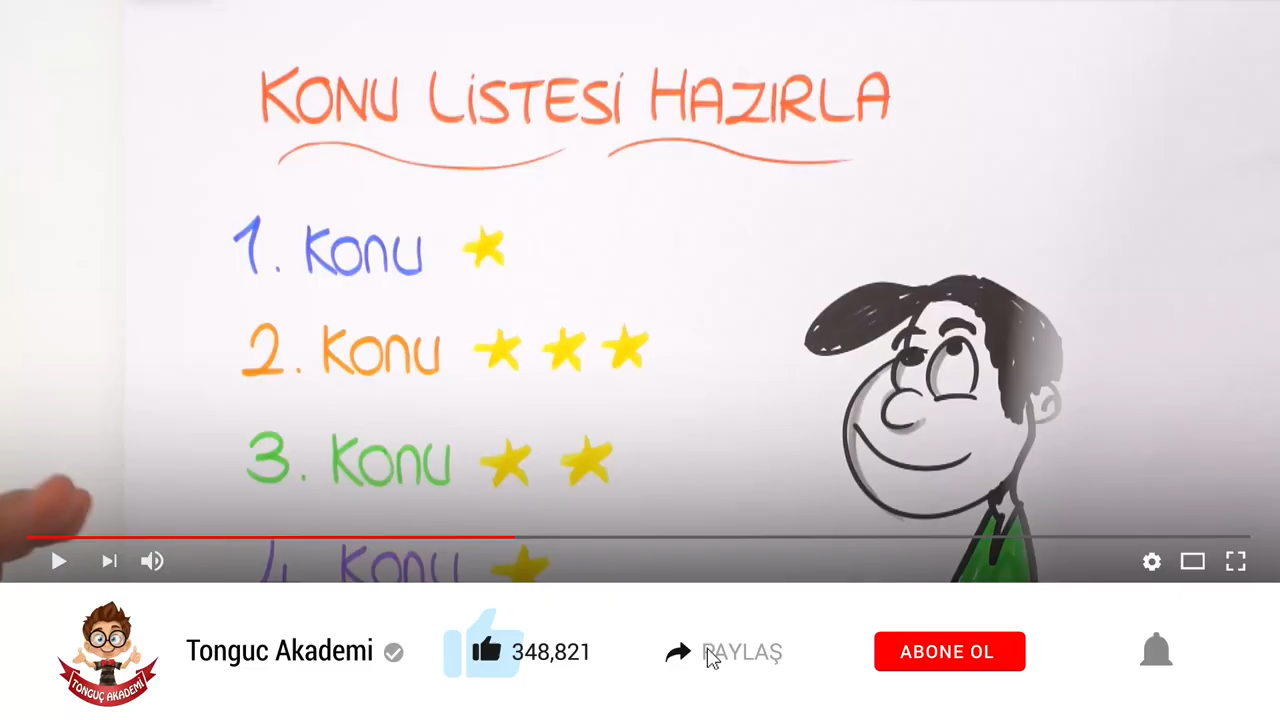 KONU LİSTESİ HAZIRLA
1. KONU
2. KONU
3. KONU
4. KONU
Tonguc Akademi
348,821
PAYLAŞ
ABONE OL
TONGUÇ AKADEMİ